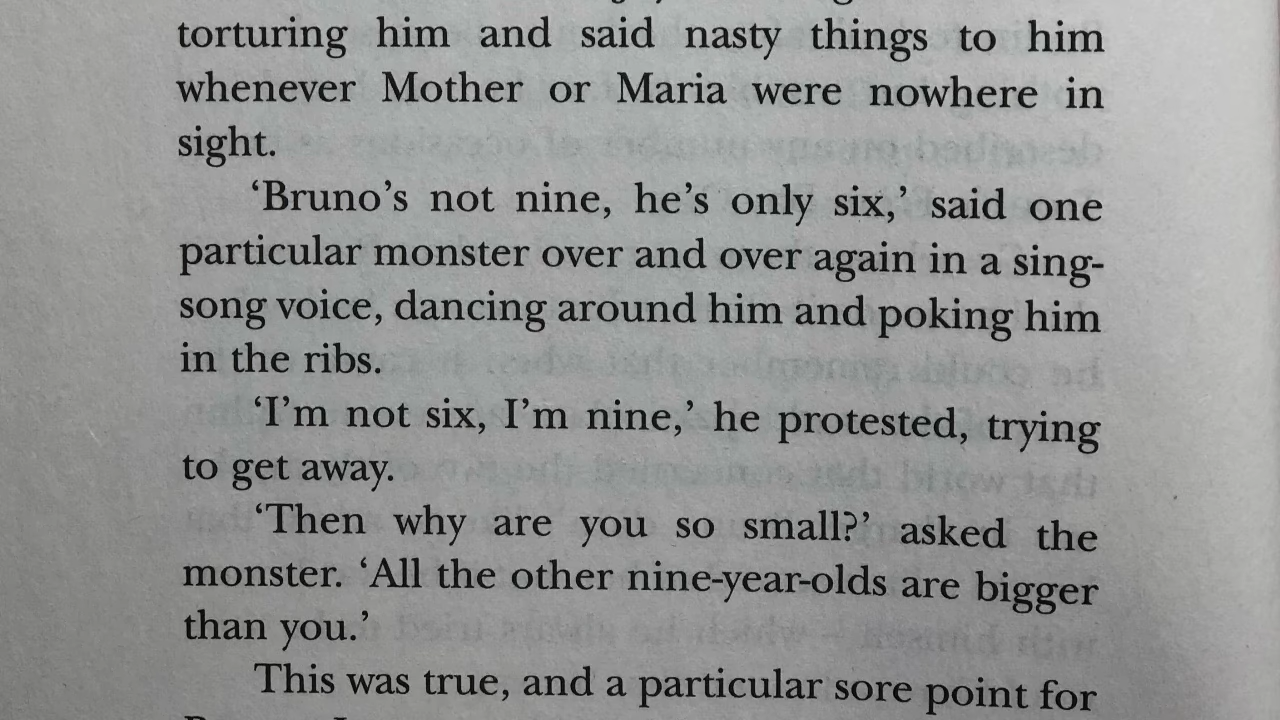 torturing him and said nasty things to him
whenever Mother or Maria were nowhere in
sight.
‘Bruno’s not nine, he’s only six,’ said one
particular monster over and over again in a sing-
song voice, dancing around him and poking him
in the ribs.
‘I’m not six, I’m nine,’ he protested, trying
to get away.
‘Then why are you so small?’ asked the
monster. ‘All the other nine-year-olds are bigger
than you.’
This was true, and a particular sore point for